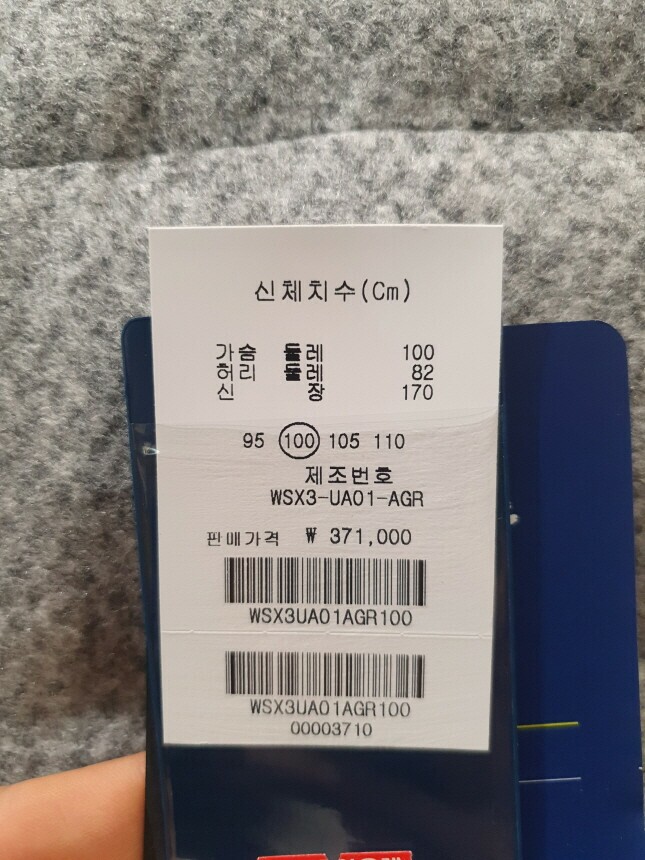 신체치수(Cm)
가슴 둘레 100
허리 둘레 82
신 장 170
95 100 105 110
제조번호
WSX3-UA01-AGR
판매가격 ₩ 371,000
WSX3UA01AGR100
WSX3UA01AGR100
00003710